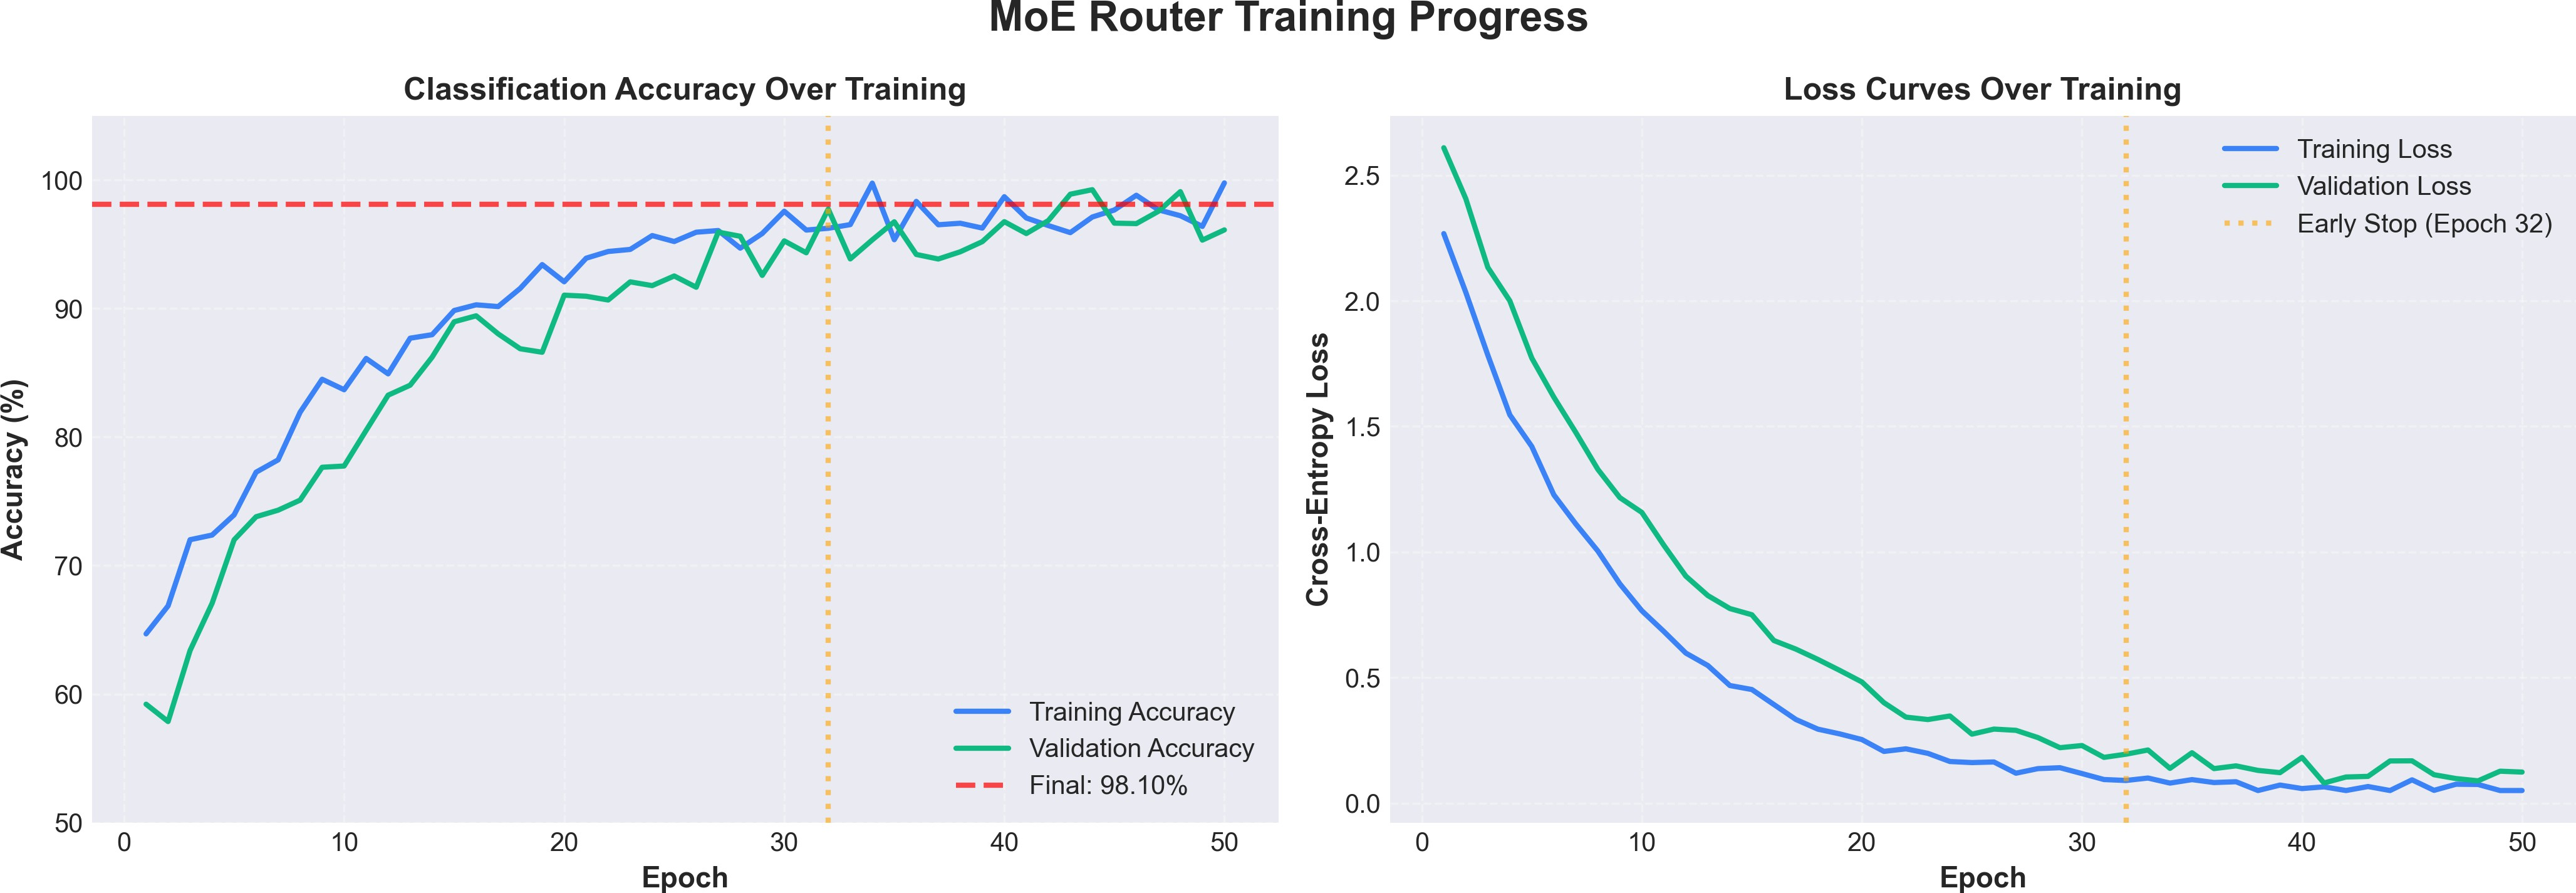 MoE Router Training Progress
Classification Accuracy Over Training
Accuracy (%)
100
90
80
70
60
50
0 10 20 30 40 50
Epoch
Training Accuracy
Validation Accuracy
Final: 98.10%
Loss Curves Over Training
Cross-Entropy Loss
2.5
2.0
1.5
1.0
0.5
0.0
0 10 20 30 40 50
Epoch
Training Loss
Validation Loss
Early Stop (Epoch 32)